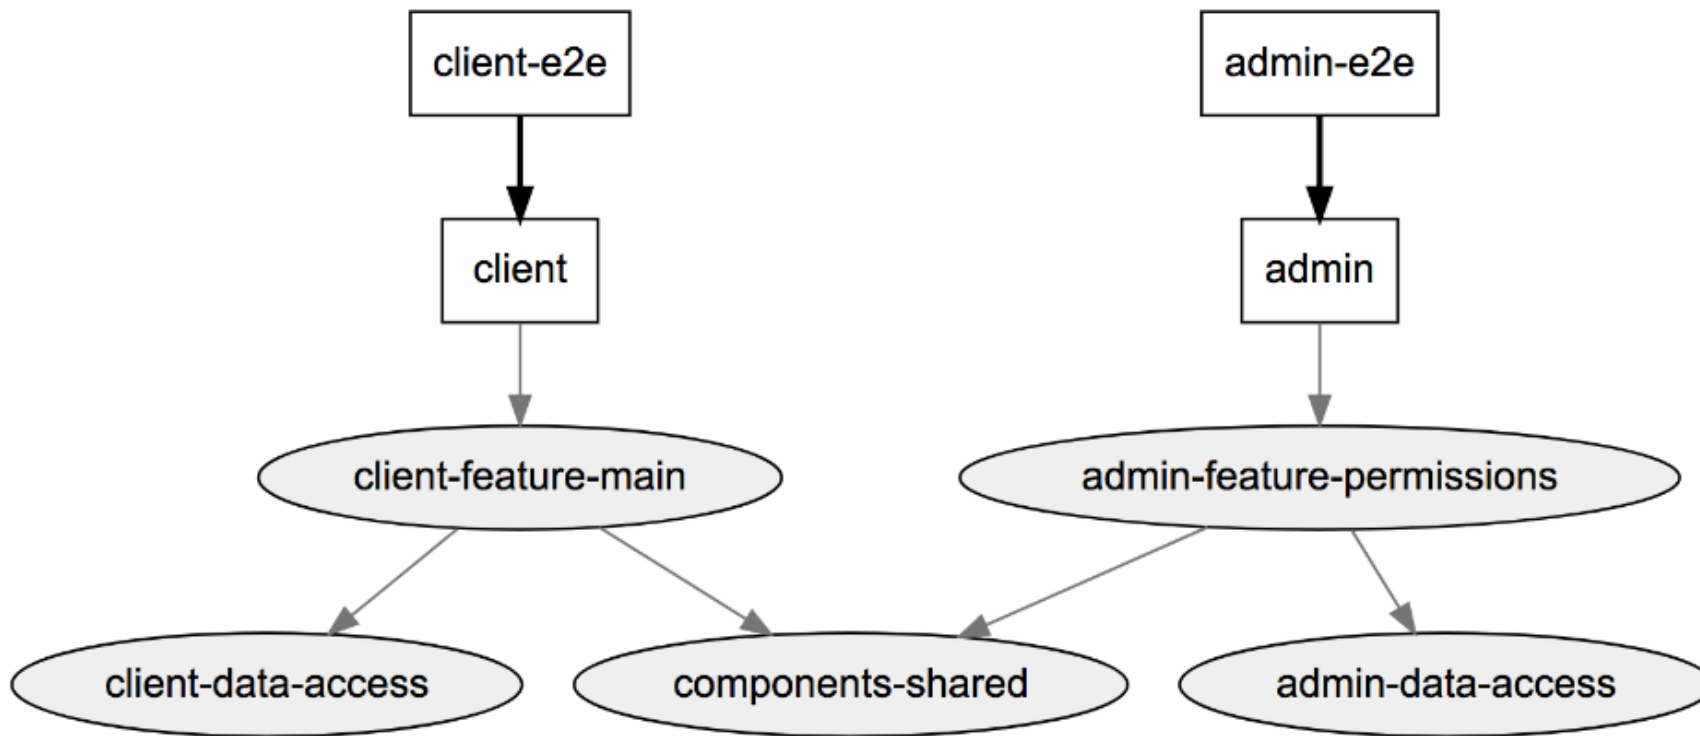 client-e2e
admin-e2e
client
admin
client-feature-main
admin-feature-permissions
client-data-access
components-shared
admin-data-access